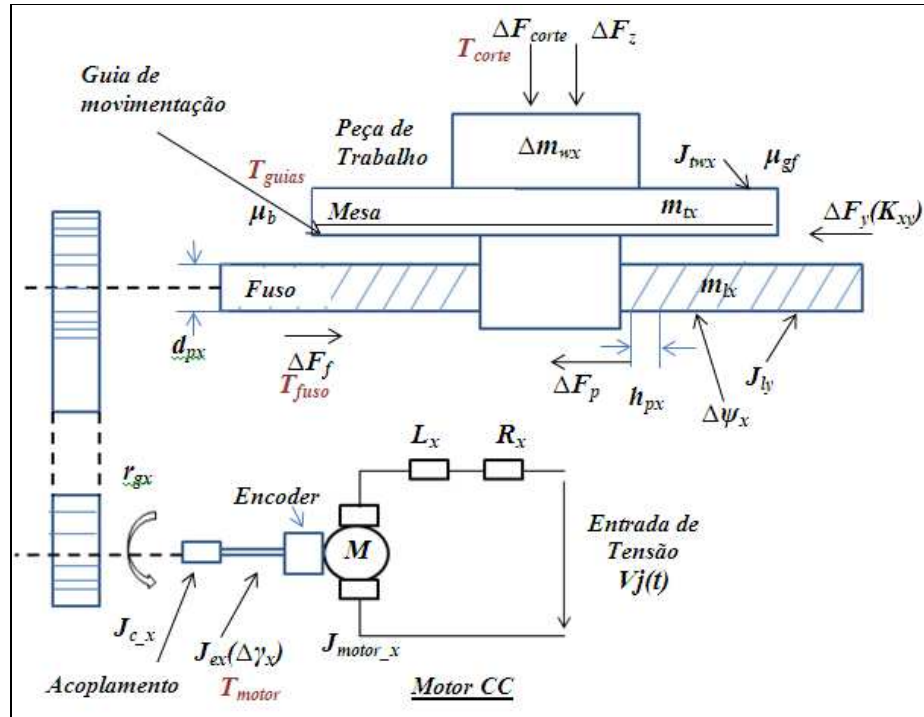 ΔF_corte
ΔF_z
T_corte
Guia de
movimentação
Peça de
Trabalho
Δm_wx
J_twx
μ_gf
T_guias
μ_b
Mesa
m_tx
ΔF_y(K_xy)
Fuso
m_lx
d_px
ΔF_f
T_fuso
ΔF_p
h_px
J_ly
Δψ_x
L_x
R_x
r_gx
Encoder
M
Entrada de
Tensão
Vj(t)
J_c_x
J_ex(Δγ_x)
J_motor_x
T_motor
Acoplamento
Motor CC